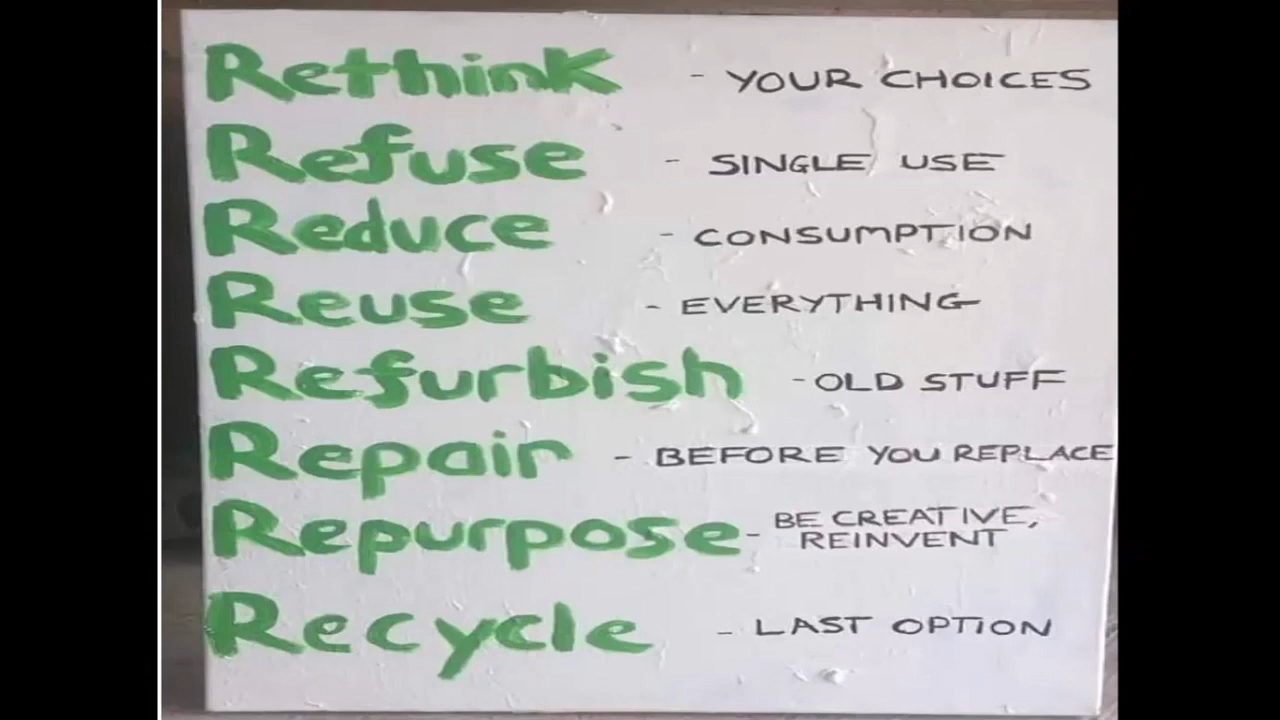 Rethink - YOUR CHOICES
Refuse - SINGLE USE
Reduce - CONSUMPTION
Reuse - EVERYTHING
Refurbish - OLD STUFF
Repair - BEFORE YOU REPLACE
Repurpose - BE CREATIVE,
REINVENT
Recycle - LAST OPTION